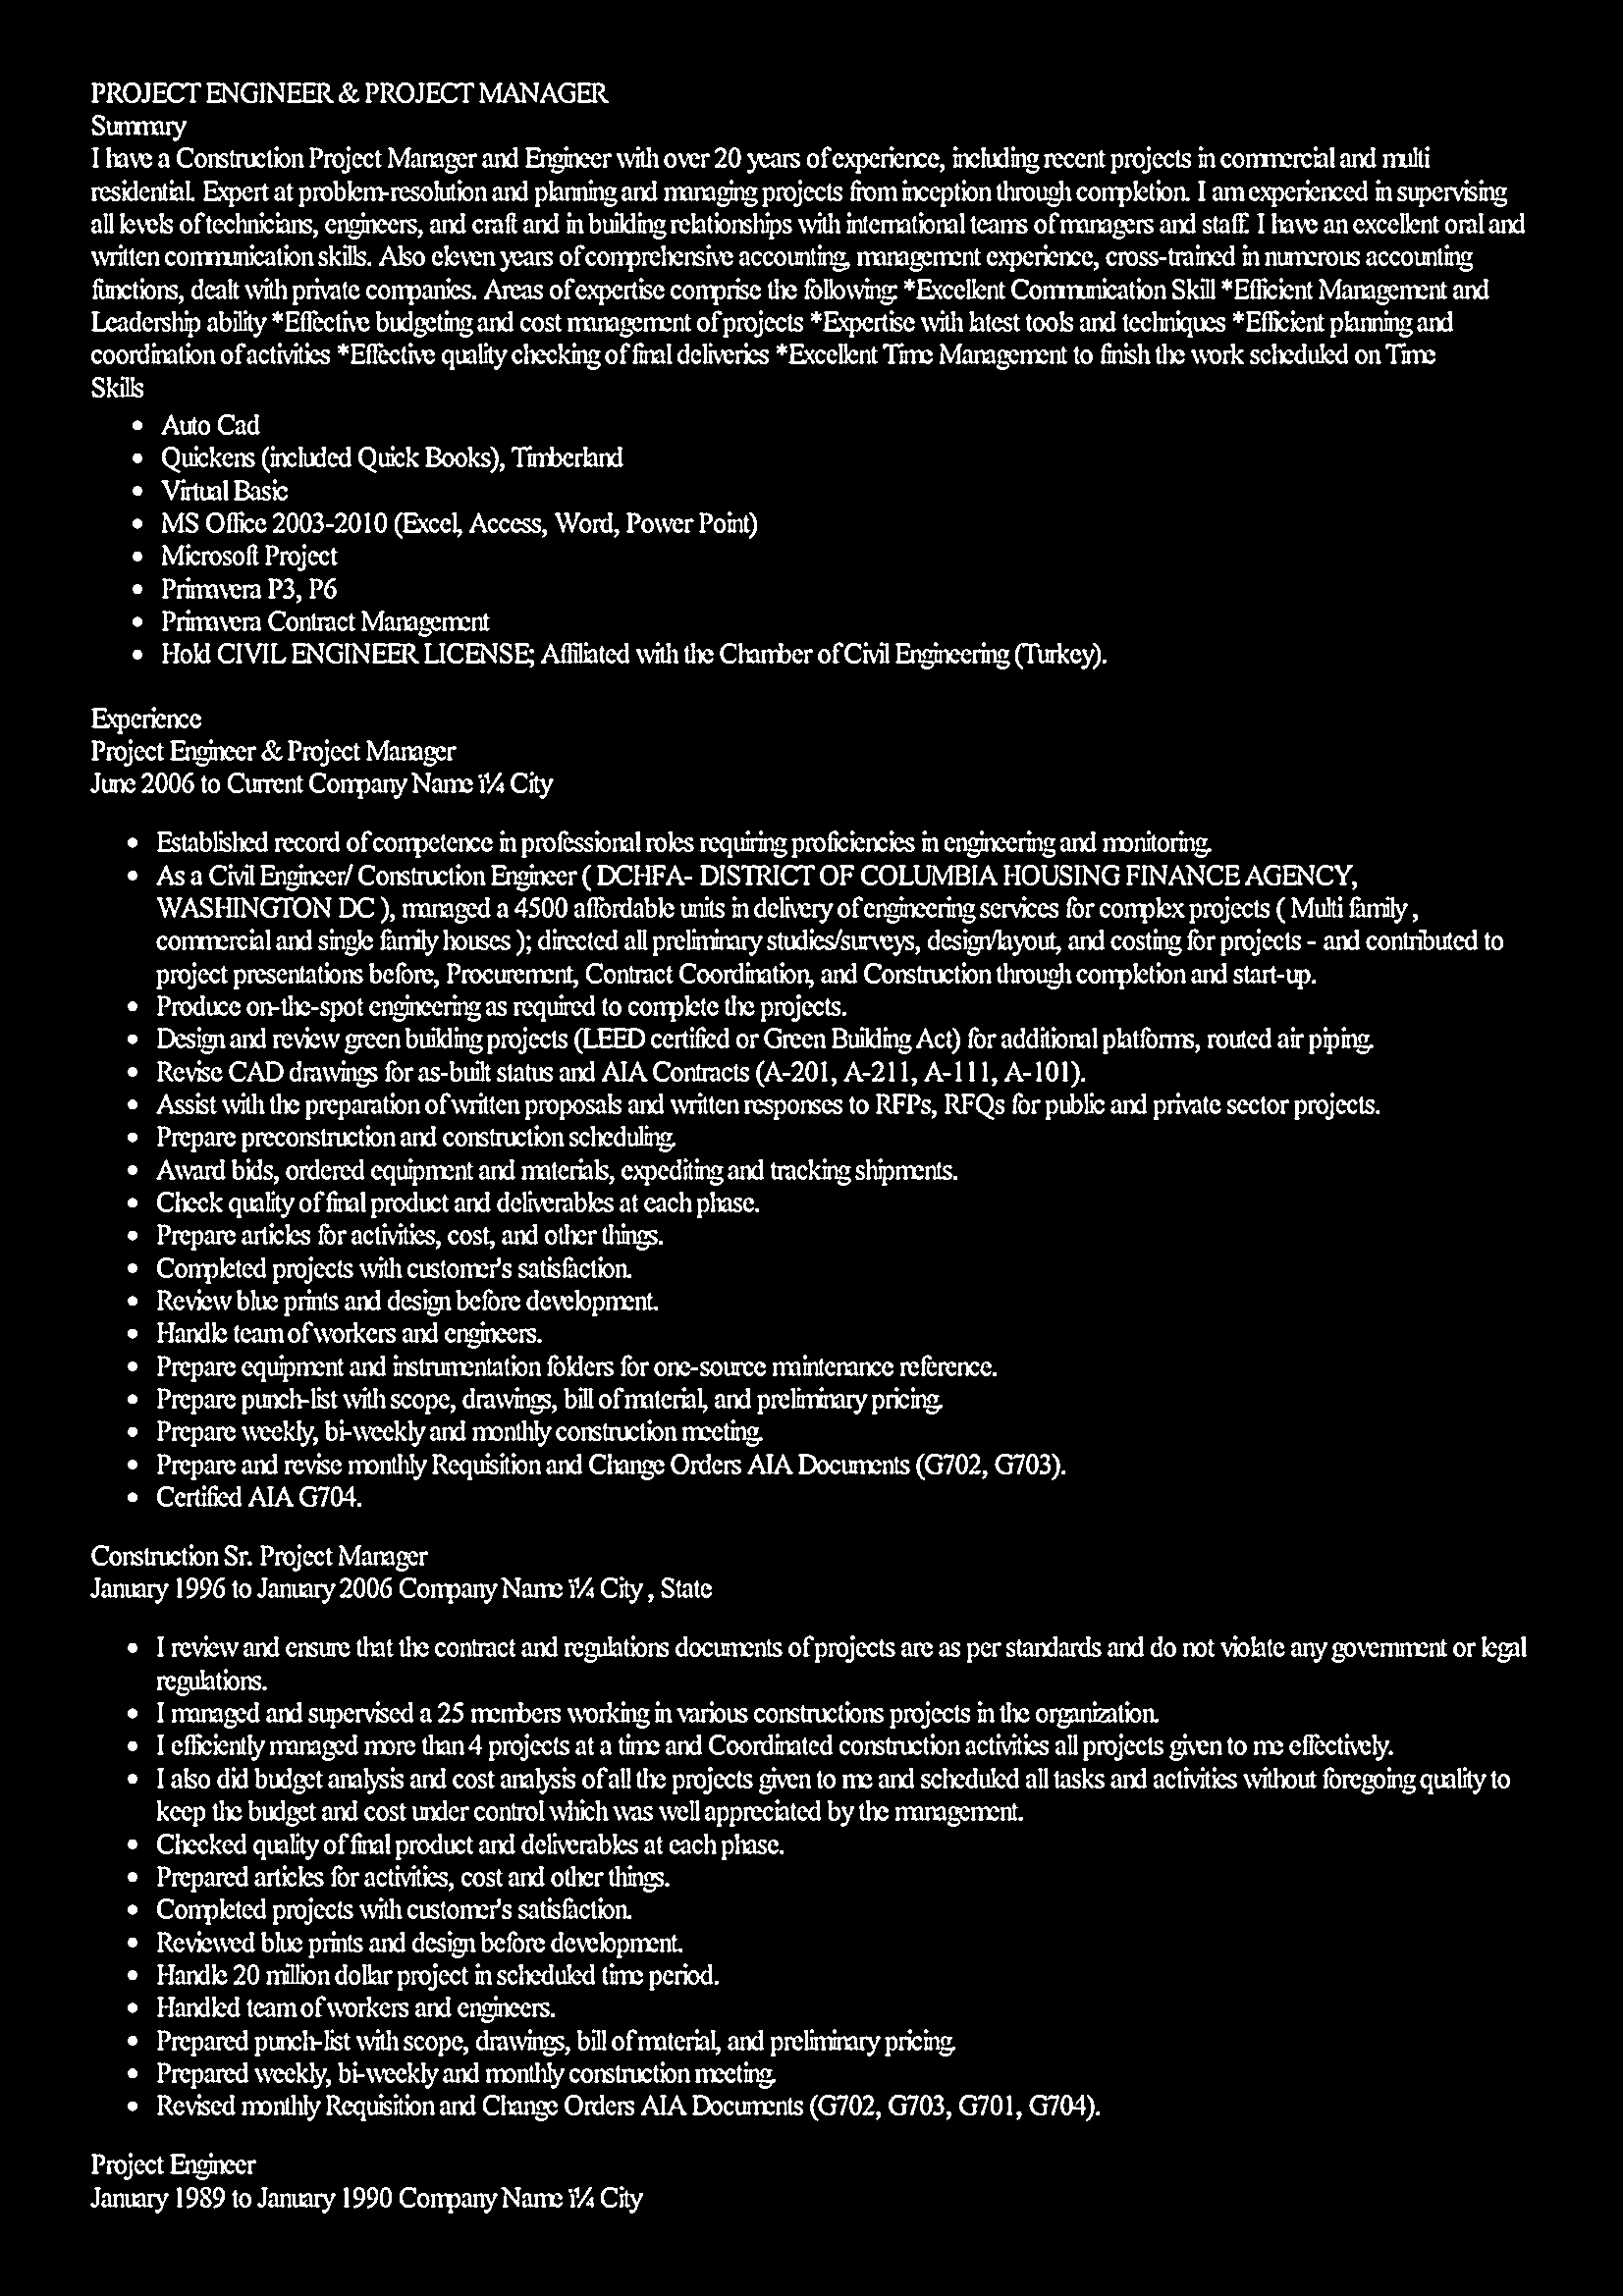 PROJECT ENGINEER & PROJECT MANAGER
Summary
I have a Construction Project Manager and Engineer with over 20 years of experience, including recent projects in commercial and multi
residential. Expert at problem-resolution and planning and managing projects from inception through completion. I am experienced in supervising
all levels of technicians, engineers, and craft and in building relationships with international teams of managers and staff. I have an excellent oral and
written communication skills. Also eleven years of comprehensive accounting, management experience, cross-trained in numerous accounting
functions, dealt with private companies. Areas of expertise comprise the following: *Excellent Communication Skill *Efficient Management and
Leadership ability *Effective budgeting and cost management of projects *Expertise with latest tools and techniques *Efficient planning and
coordination of activities *Effective quality checking of final deliveries *Excellent Time Management to finish the work scheduled on Time
Skills
• Auto Cad
• Quickens (included Quick Books), Timberland
• Virtual Basic
• MS Office 2003-2010 (Excel, Access, Word, Power Point)
• Microsoft Project
• Primavera P3, P6
• Primavera Contract Management
• Hold CIVIL ENGINEER LICENSE; Affiliated with the Chamber of Civil Engineering (Turkey).
Experience
Project Engineer & Project Manager
June 2006 to Current Company Name ï¼ City
• Established record of competence in professional roles requiring proficiencies in engineering and monitoring.
• As a Civil Engineer/ Construction Engineer ( DCHFA- DISTRICT OF COLUMBIA HOUSING FINANCE AGENCY,
WASHINGTON DC ), managed a 4500 affordable units in delivery of engineering services for complex projects ( Multi family ,
commercial and single family houses ); directed all preliminary studies/surveys, design/layout, and costing for projects - and contributed to
project presentations before, Procurement, Contract Coordination, and Construction through completion and start-up.
• Produce on-the-spot engineering as required to complete the projects.
• Design and review green building projects (LEED certified or Green Building Act) for additional platforms, routed air piping.
• Revise CAD drawings for as-built status and AIA Contracts (A-201, A-211, A-111, A-101).
• Assist with the preparation of written proposals and written responses to RFPs, RFQs for public and private sector projects.
• Prepare preconstruction and construction scheduling.
• Award bids, ordered equipment and materials, expediting and tracking shipments.
• Check quality of final product and deliverables at each phase.
• Prepare articles for activities, cost, and other things.
• Completed projects with customer's satisfaction.
• Review blue prints and design before development.
• Handle team of workers and engineers.
• Prepare equipment and instrumentation folders for one-source maintenance reference.
• Prepare punch-list with scope, drawings, bill of material, and preliminary pricing.
• Prepare weekly, bi-weekly and monthly construction meeting.
• Prepare and revise monthly Requisition and Change Orders AIA Documents (G702, G703).
• Certified AIA G704.
Construction Sr. Project Manager
January 1996 to January 2006 Company Name ï¼ City , State
• I review and ensure that the contract and regulations documents of projects are as per standards and do not violate any government or legal
regulations.
• I managed and supervised a 25 members working in various constructions projects in the organization.
• I efficiently managed more than 4 projects at a time and Coordinated construction activities all projects given to me effectively.
• I also did budget analysis and cost analysis of all the projects given to me and scheduled all tasks and activities without foregoing quality to
keep the budget and cost under control which was well appreciated by the management.
• Checked quality of final product and deliverables at each phase.
• Prepared articles for activities, cost and other things.
• Completed projects with customer's satisfaction.
• Reviewed blue prints and design before development.
• Handle 20 million dollar project in scheduled time period.
• Handled team of workers and engineers.
• Prepared punch-list with scope, drawings, bill of material, and preliminary pricing.
• Prepared weekly, bi-weekly and monthly construction meeting.
• Revised monthly Requisition and Change Orders AIA Documents (G702, G703, G701, G704).
Project Engineer
January 1989 to January 1990 Company Name ï¼ City